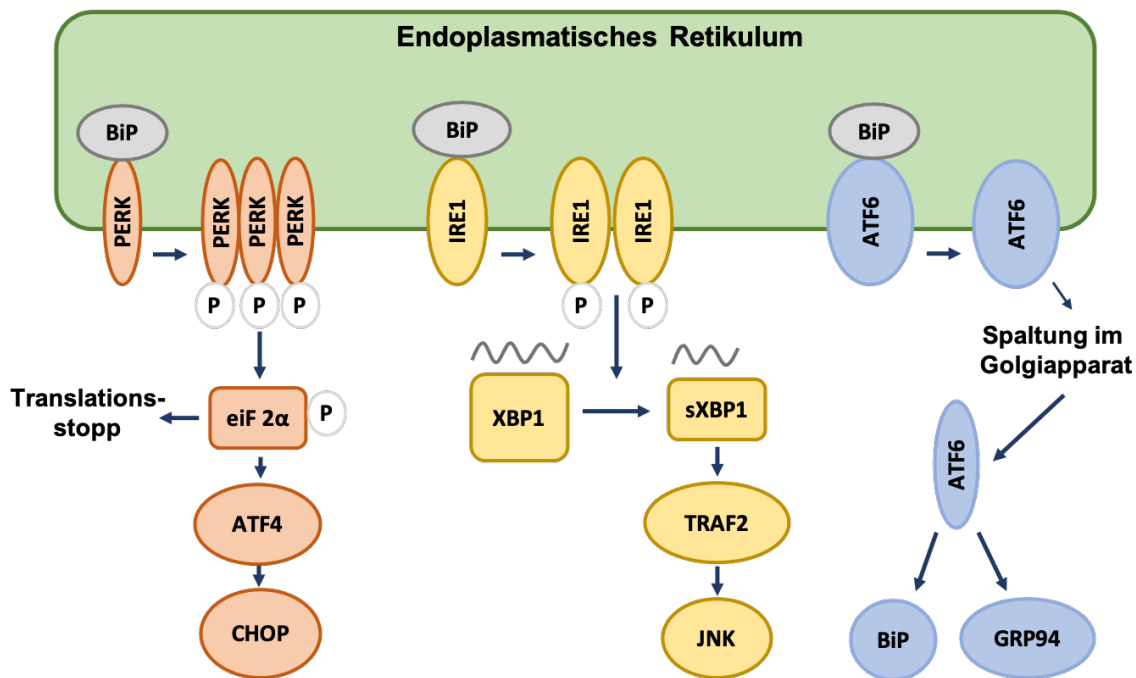 Endoplasmatisches Retikulum
BiP
PERK
PERK
PERK
PERK
P
P
P
Translations-
stopp
eiF 2α
P
ATF4
CHOP
BiP
IRE1
IRE1
IRE1
P
P
XBP1
sXBP1
TRAF2
JNK
BiP
ATF6
ATF6
Spaltung im
Golgiapparat
ATF6
BiP
GRP94